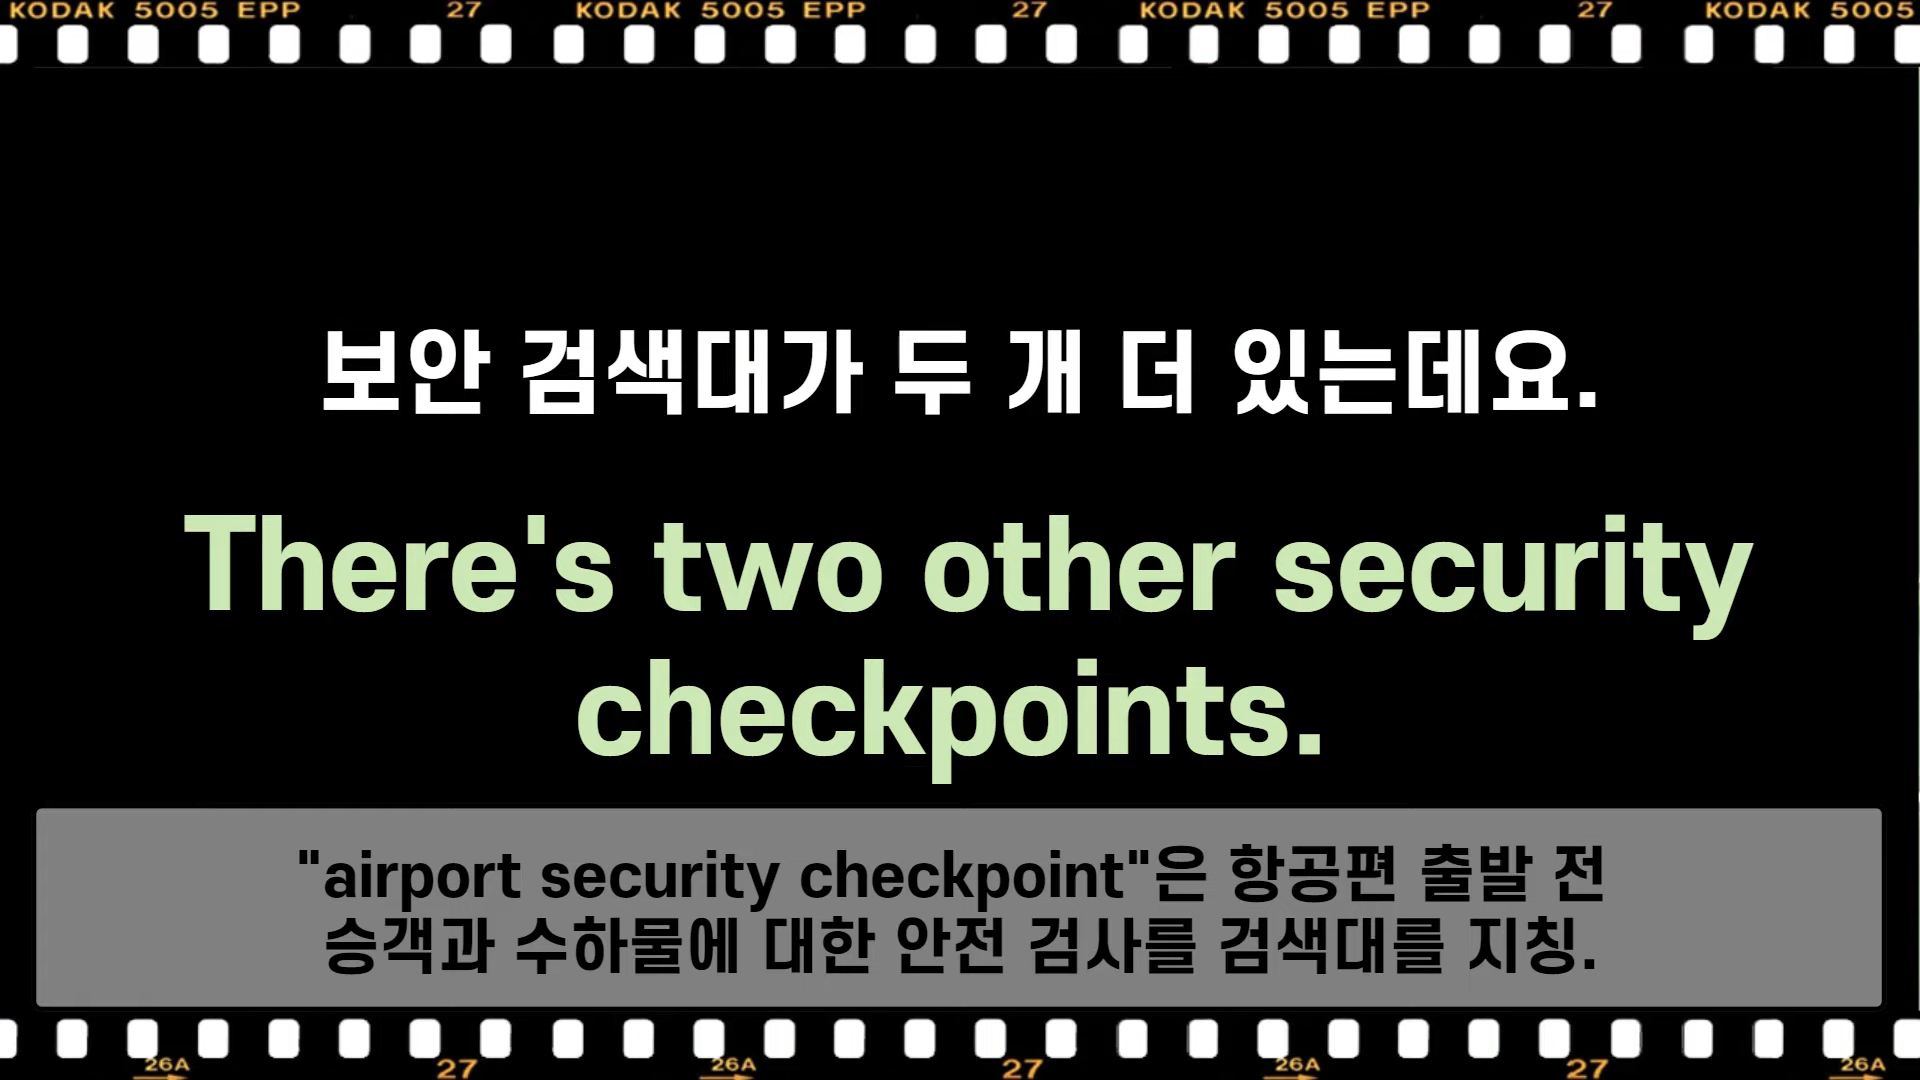 KODAK 5005 EPP 27 KODAK 5005 EPP 27 KODAK 5005 EPP 27 KODAK 5005
보안 검색대가 두 개 더 있는데요.
There's two other security
checkpoints.
"airport security checkpoint"은 항공편 출발 전
승객과 수하물에 대한 안전 검사를 검색대를 지칭.
26A 27 26A 27 26A 27 26A